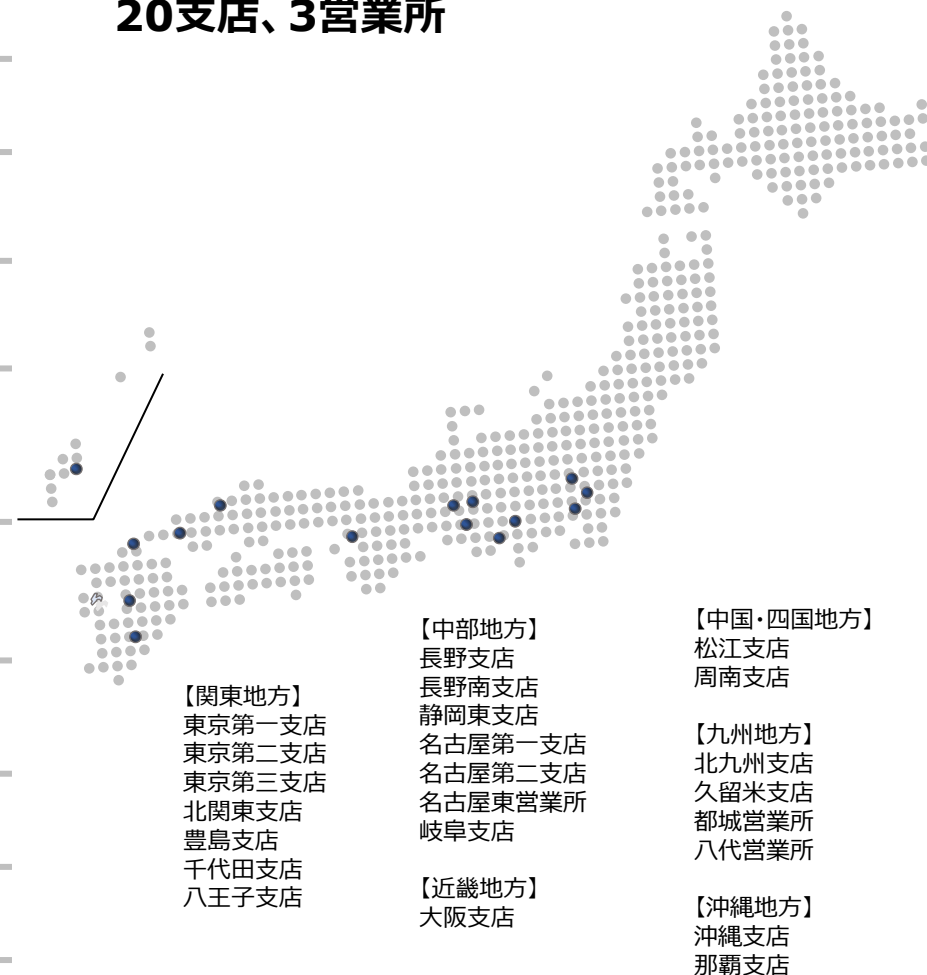 20支店、3営業所
【関東地方】
東京第一支店
東京第二支店
東京第三支店
北関東支店
豊島支店
千代田支店
八王子支店
【中部地方】
長野支店
長野南支店
静岡東支店
名古屋第一支店
名古屋第二支店
名古屋東営業所
岐阜支店
【近畿地方】
大阪支店
【中国・四国地方】
松江支店
周南支店
【九州地方】
北九州支店
久留米支店
都城営業所
八代営業所
【沖縄地方】
沖縄支店
那覇支店